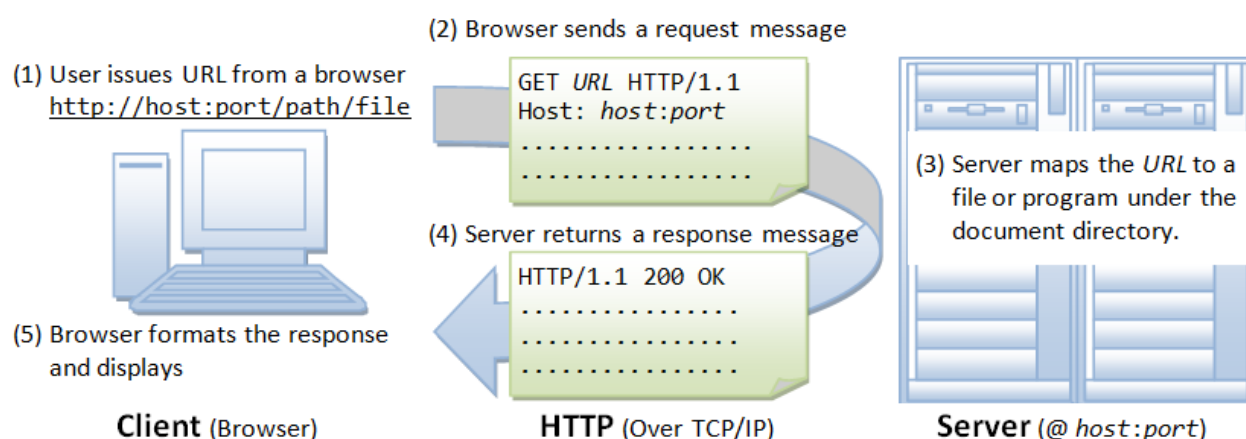 (1) User issues URL from a browser
http://host:port/path/file
(2) Browser sends a request message
GET URL HTTP/1.1
Host: host:port
.................
.................
(3) Server maps the URL to a
file or program under the
document directory.
(4) Server returns a response message
HTTP/1.1 200 OK
................
................
................
(5) Browser formats the response
and displays
Client (Browser)
HTTP (Over TCP/IP)
Server (@ host:port)